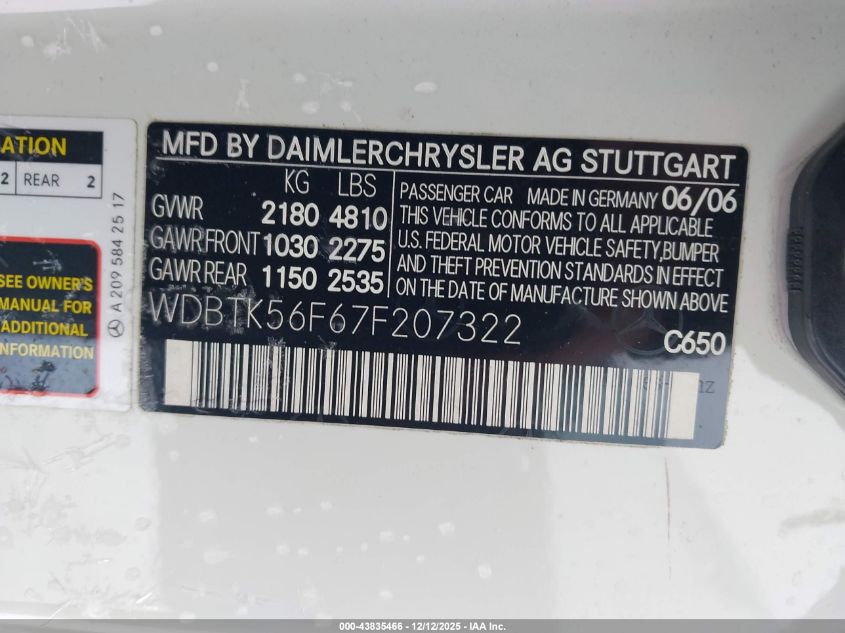 ATION
2 REAR 2
SEE OWNER'S
MANUAL FOR
ADDITIONAL
INFORMATION
A 209 584 25 17
MFD BY DAIMLERCHRYSLER AG STUTTGART
KG LBS
GVWR 2180 4810
GAWR FRONT 1030 2275
GAWR REAR 1150 2535
PASSENGER CAR MADE IN GERMANY 06/06
THIS VEHICLE CONFORMS TO ALL APPLICABLE
U.S. FEDERAL MOTOR VEHICLE SAFETY, BUMPER
AND THEFT PREVENTION STANDARDS IN EFFECT
ON THE DATE OF MANUFACTURE SHOWN ABOVE
WDBTK56F67F207322
C650
000-43835466 - 12/12/2025 - IAA Inc.